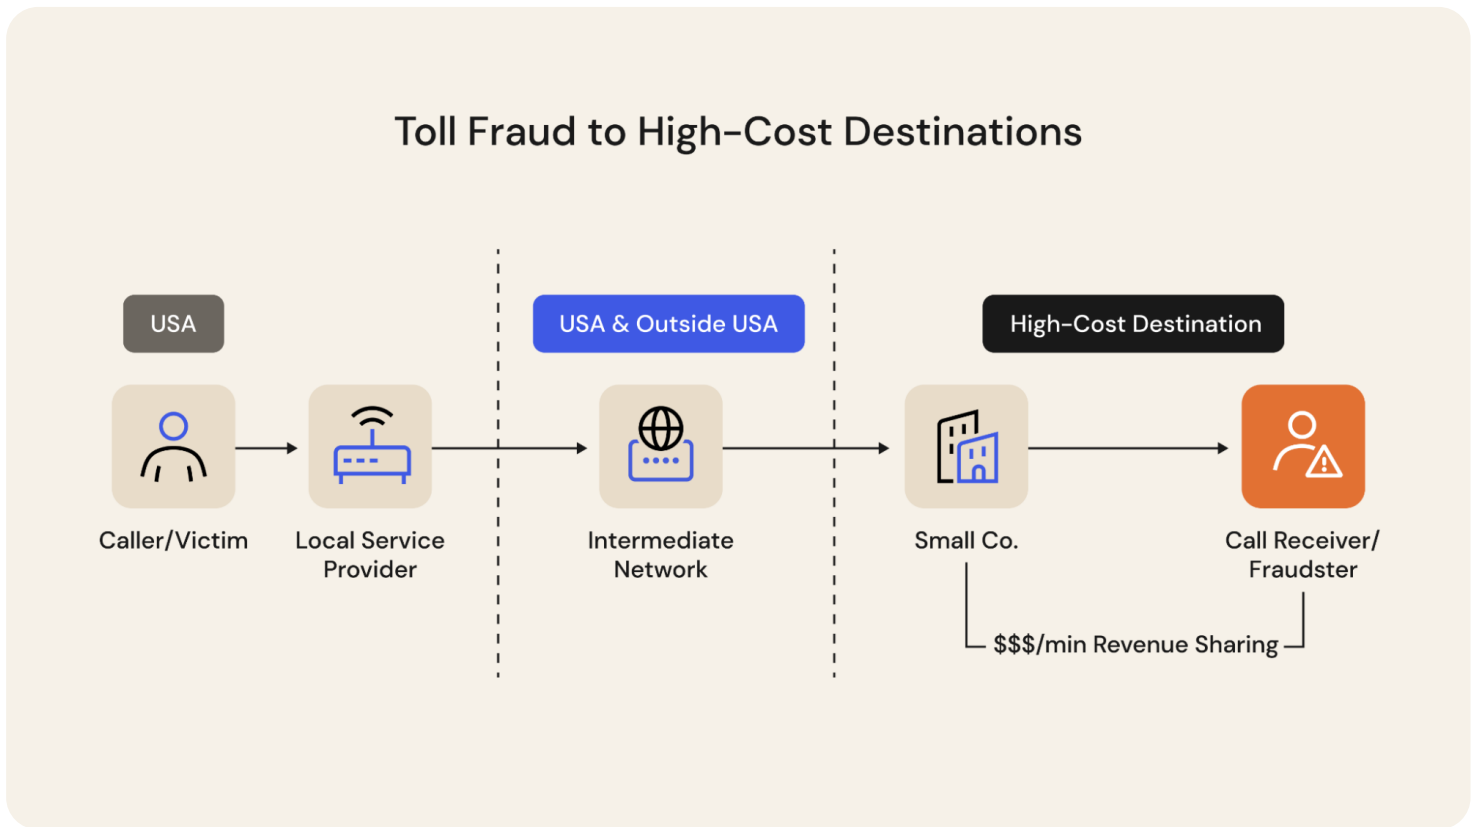 Toll Fraud to High-Cost Destinations
USA
USA & Outside USA
High-Cost Destination
Caller/Victim
Local Service
Provider
Intermediate
Network
Small Co.
Call Receiver/
Fraudster
$$$/min Revenue Sharing